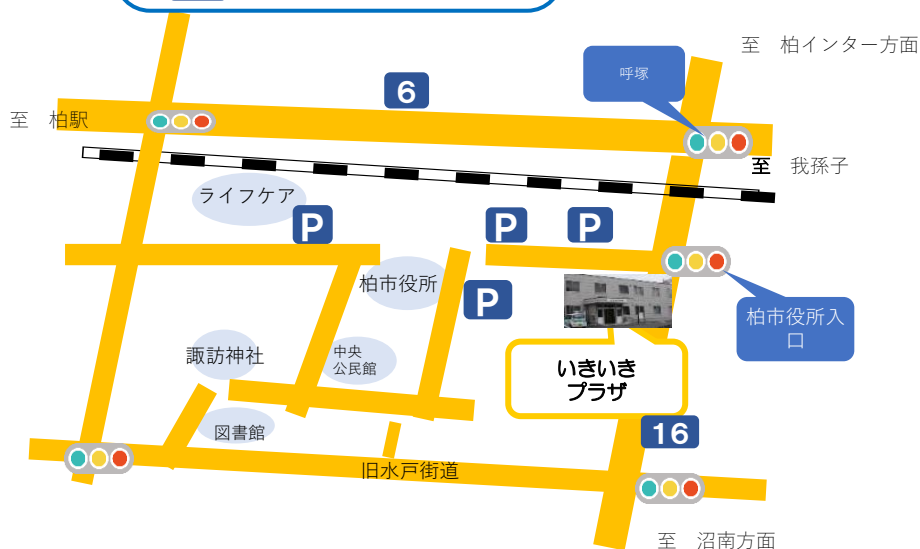 至　柏インター方面
呼塚
6
至　柏駅
至　我孫子
ライフケア
P
P
P
柏市役所
P
柏市役所入
口
諏訪神社
中央
公民館
いきいき
プラザ
図書館
16
旧水戸街道
至　沼南方面